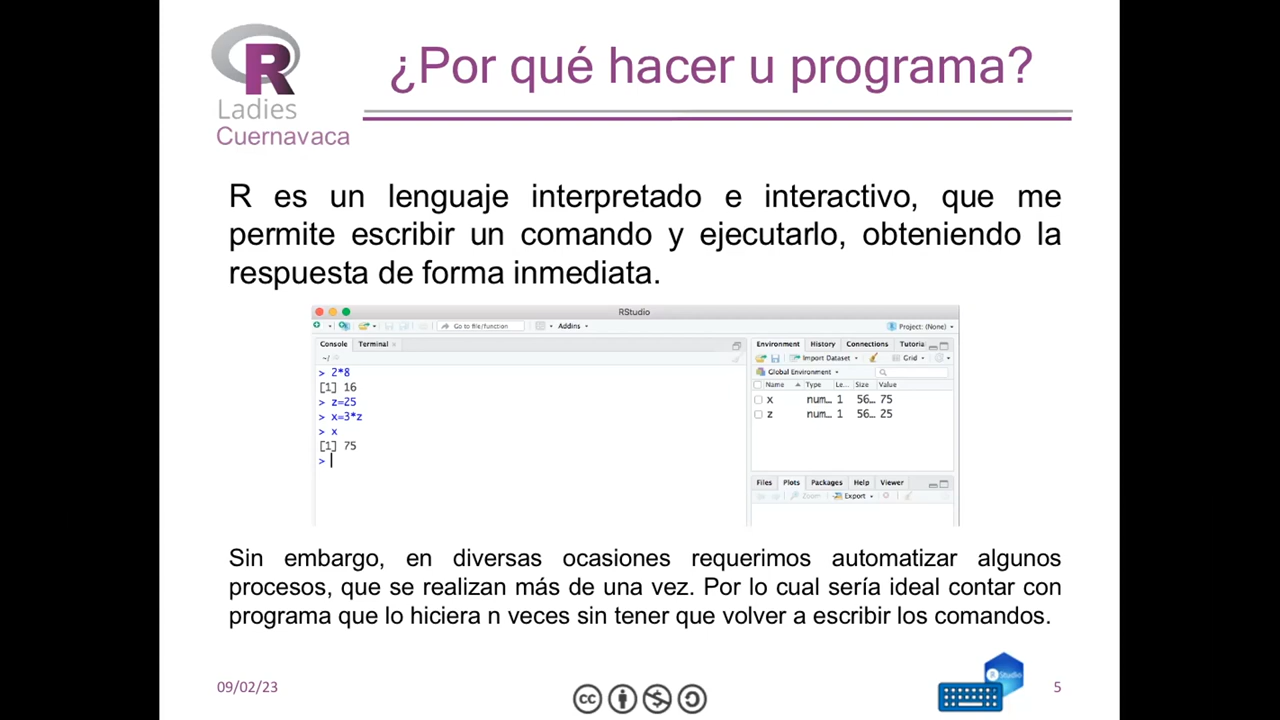 R
Ladies
Cuernavaca
¿Por qué hacer u programa?
R es un lenguaje interpretado e interactivo, que me
permite escribir un comando y ejecutarlo, obteniendo la
respuesta de forma inmediata.
RStudio
Go to file/function
Addins
Project: (None)
Console Terminal
~/
> 2*8
[1] 16
> z=25
> x=3*z
> x
[1] 75
>
Environment History Connections Tutoria
Import Dataset Grid
Global Environment
Name Type Le... Size Value
x num... 1 56... 75
z num... 1 56... 25
Files Plots Packages Help Viewer
Zoom Export
Sin embargo, en diversas ocasiones requerimos automatizar algunos
procesos, que se realizan más de una vez. Por lo cual sería ideal contar con
programa que lo hiciera n veces sin tener que volver a escribir los comandos.
09/02/23
cc
R Studio
5